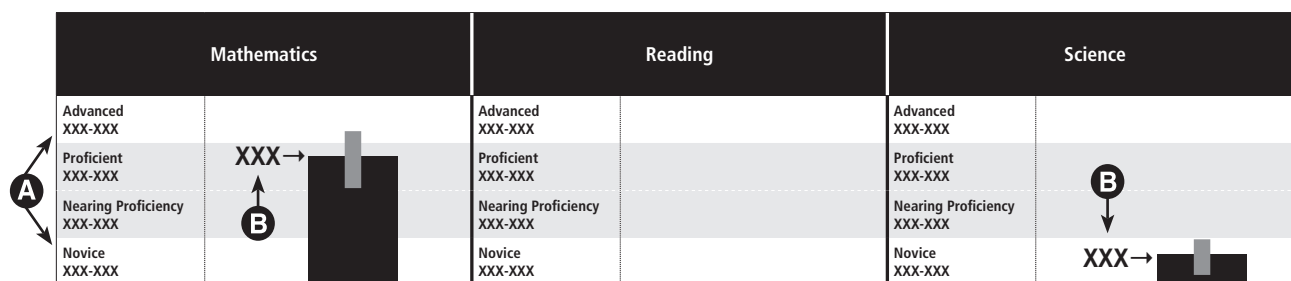 Mathematics
Reading
Science
Advanced
XXX-XXX
Proficient
XXX-XXX
Nearing Proficiency
XXX-XXX
Novice
XXX-XXX
A
XXX
B
Advanced
XXX-XXX
Proficient
XXX-XXX
Nearing Proficiency
XXX-XXX
Novice
XXX-XXX
Advanced
XXX-XXX
Proficient
XXX-XXX
Nearing Proficiency
XXX-XXX
Novice
XXX-XXX
B
XXX